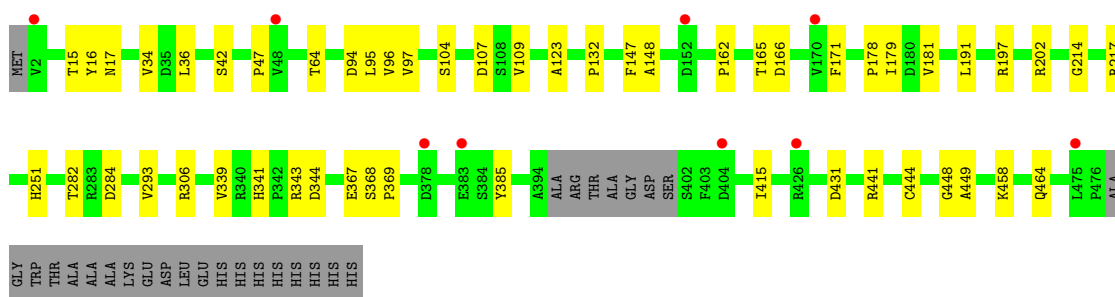 MET V2 T15 Y16 N17 V34 D35 L36 S42 P47 V48 T64 D94 L95 V96 V97 S104 D107 S108 V109 A123 P132 F147 A148 D152 P162 T165 D166 V170 F171 P178 I179 D180 V181 L191 R197 R202 G214
H251 T282 R283 D284 V293 R306 V339 R340 H341 P342 R343 D344 E367 S368 P369 D378 E383 S384 Y385 A394 ALA ARG THR ALA GLY ASP SER S402 F403 D404 I415 R426 D431 R441 C444 G448 A449 K458 Q464 L475 P476 ALA
GLY TRP THR ALA ALA ALA LYS GLU ASP LEU GLU HIS HIS HIS HIS HIS HIS HIS HIS